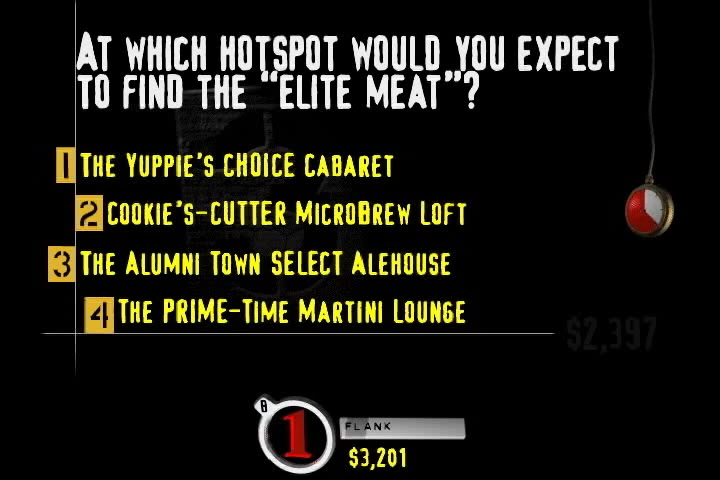 At which hotspot would you expect
to find the "elite meat"?
1 The Yuppie's CHOICE Cabaret
2 Cookie's-CUTTER MicroBrew Loft
3 The Alumni Town SELECT Alehouse
4 The PRIME-Time Martini Lounge
$2,397
B
1 FLANK
$3,201